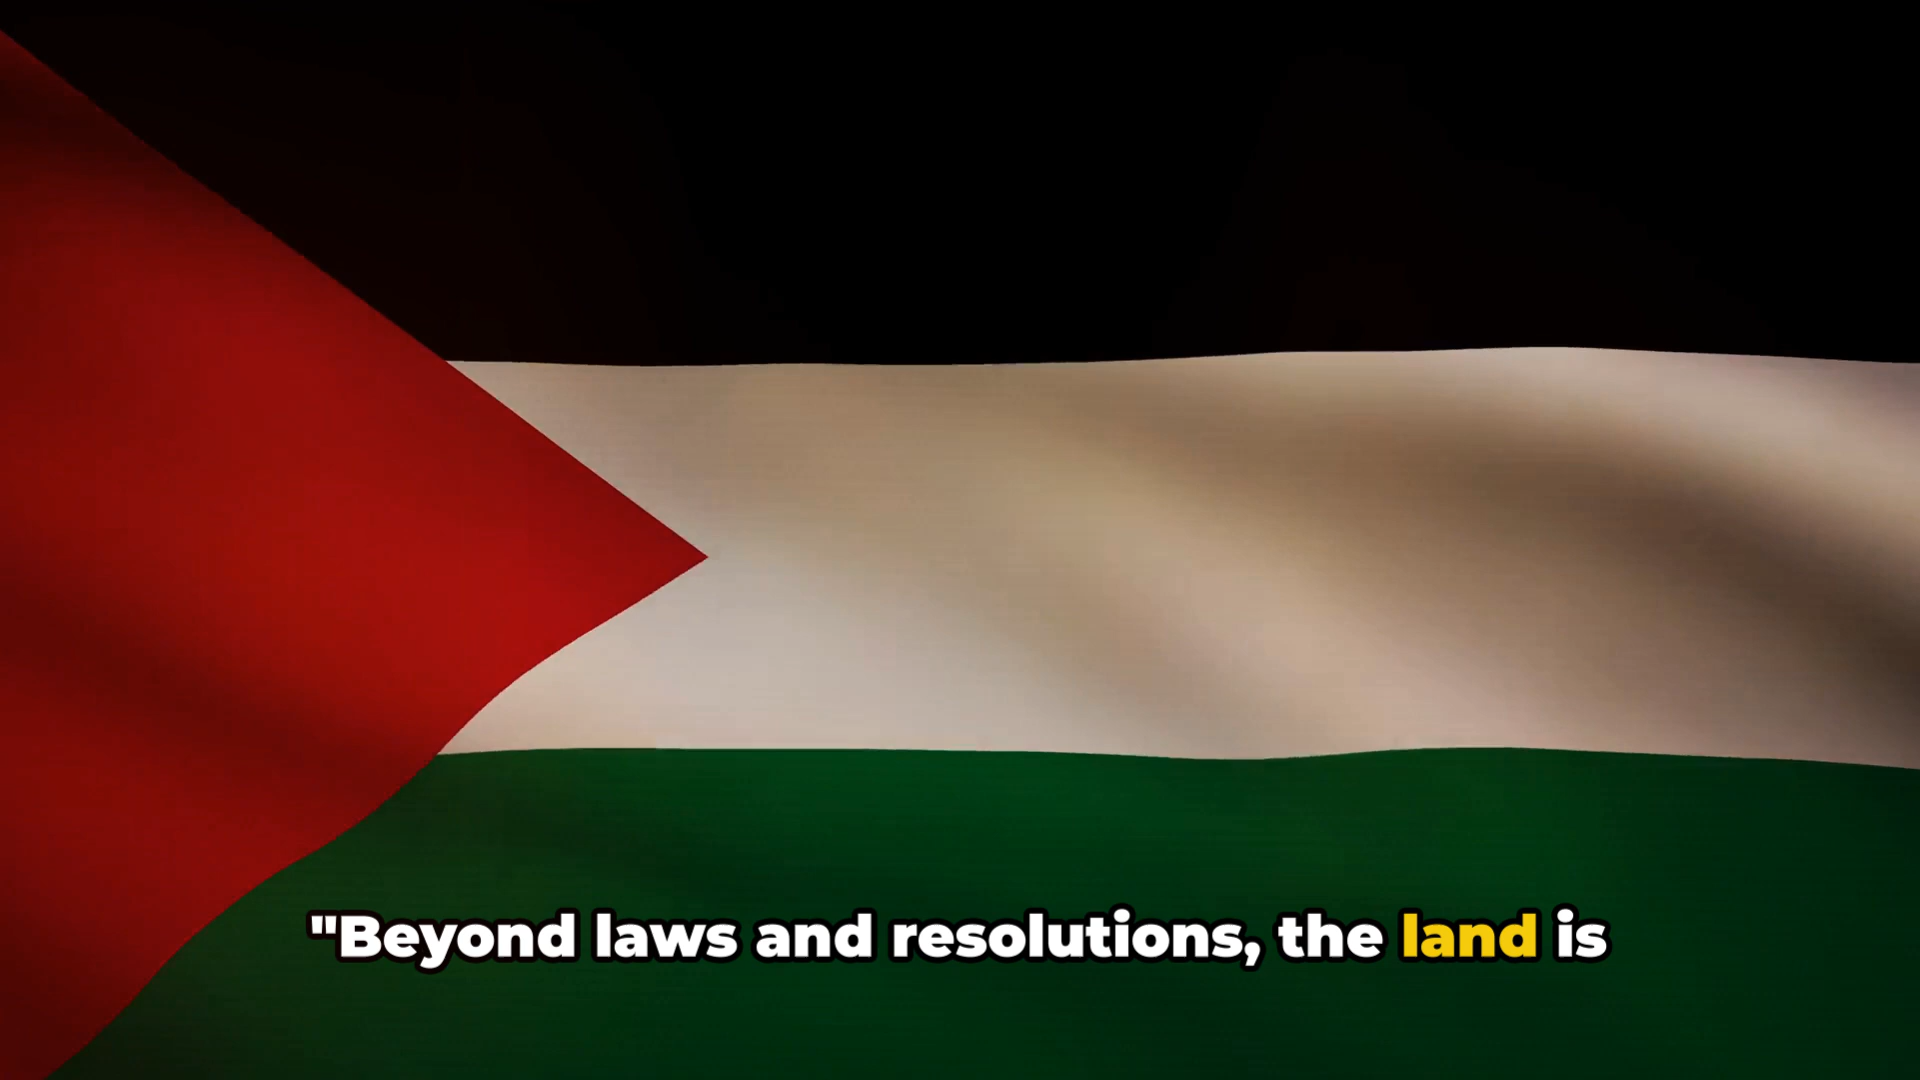 "Beyond laws and resolutions, the land is